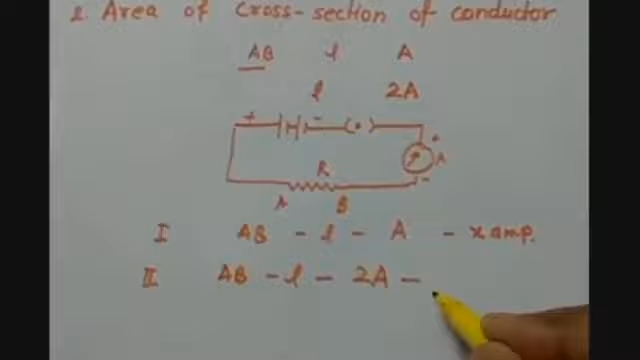 2. Area of cross-section of conductor
AB l A
l 2A
+ - ( • ) +
A
-
R
A B
I AB - l - A - x amp.
II AB - l - 2A -